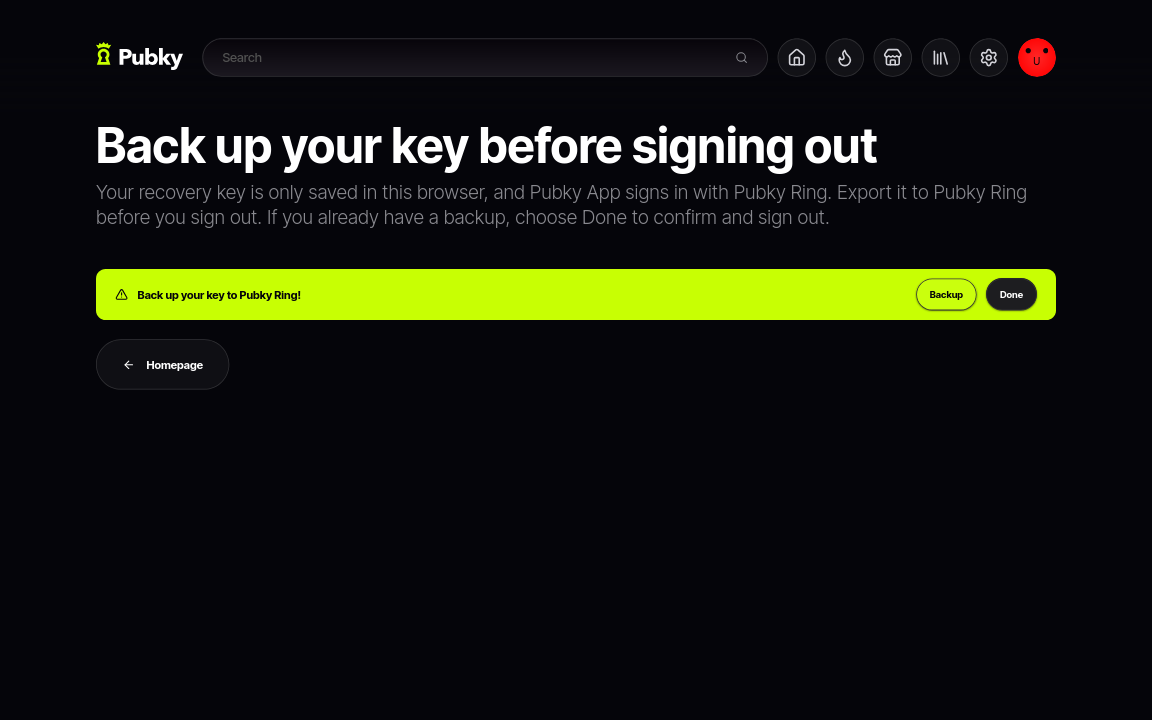 Pubky
Search
Back up your key before signing out
Your recovery key is only saved in this browser, and Pubky App signs in with Pubky Ring. Export it to Pubky Ring
before you sign out. If you already have a backup, choose Done to confirm and sign out.
Back up your key to Pubky Ring!
Backup
Done
Homepage